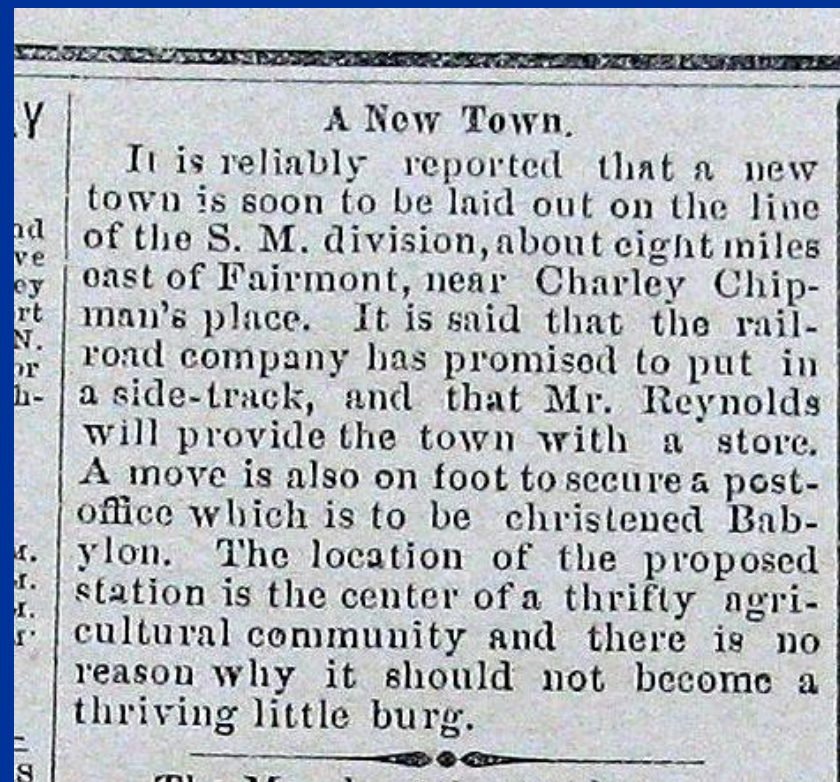 A New Town.
It is reliably reported that a new
town is soon to be laid out on the line
of the S. M. division, about eight miles
east of Fairmont, near Charley Chip-
man's place. It is said that the rail-
road company has promised to put in
a side-track, and that Mr. Reynolds
will provide the town with a store.
A move is also on foot to secure a post-
office which is to be christened Bab-
ylon. The location of the proposed
station is the center of a thrifty agri-
cultural community and there is no
reason why it should not become a
thriving little burg.